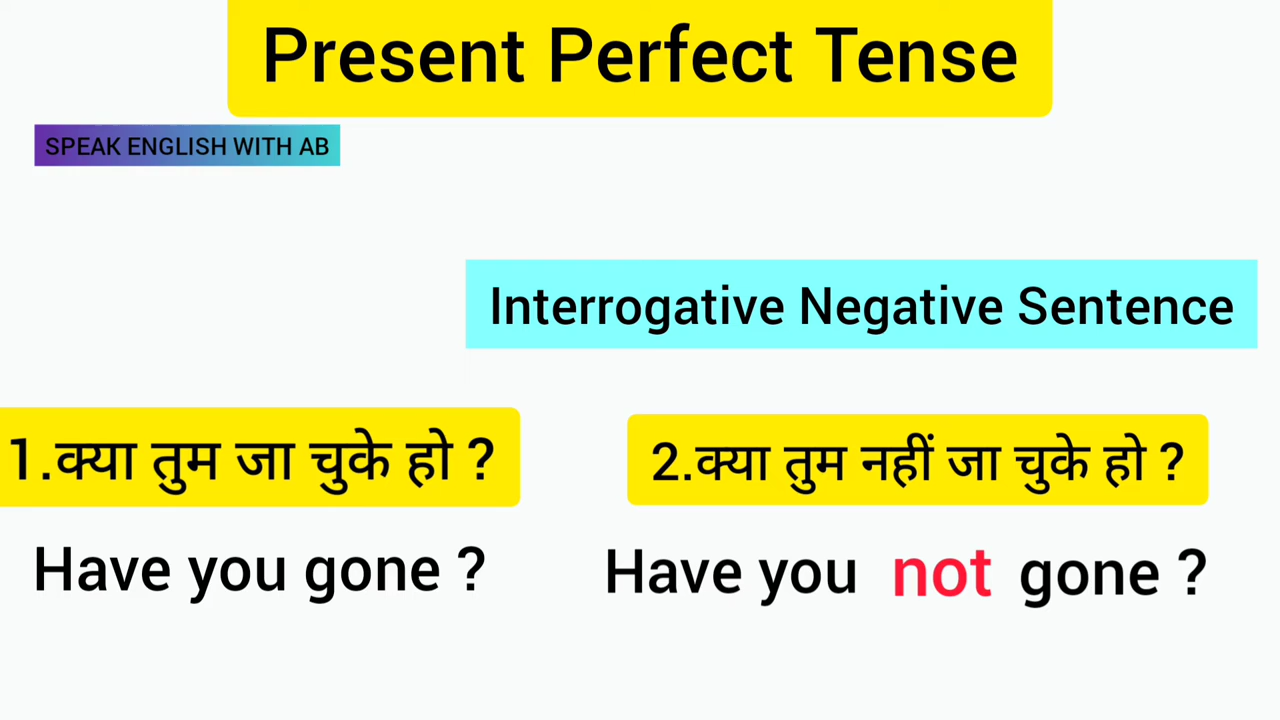 Present Perfect Tense
SPEAK ENGLISH WITH AB
Interrogative Negative Sentence
1.क्या तुम जा चुके हो ?
2.क्या तुम नहीं जा चुके हो ?
Have you gone ?
Have you not gone ?